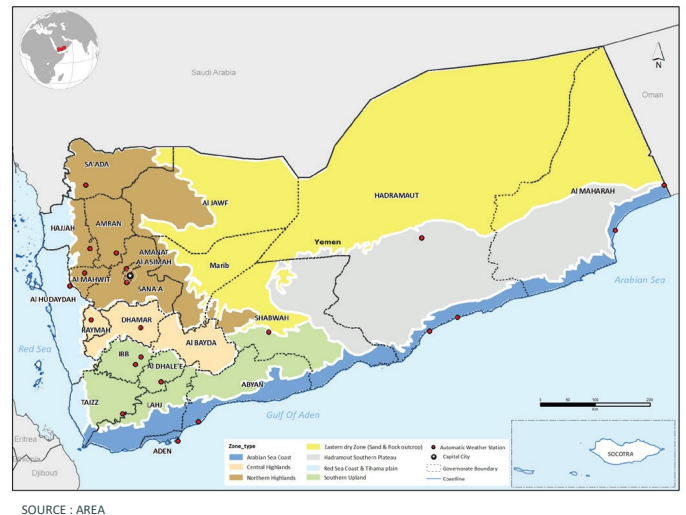 Saudi Arabia
N
Oman
SA'ADA
HADRAMAUT
Al MAHARAH
Al JAWF
AMRAN
HAJJAH
Yemen
AMANAT
Al ASIMAH
Marib
Al MAHWIT
SANA'A
Arabian Sea
Al HUDAYDAH
DHAMAR
SHABWAH
RAYMAH
Al BAYDA
Red Sea
IBB
Al DHALE'E
ABYAN
TAIZZ
LAHJ
Gulf Of Aden
ADEN
Eritrea
Djibouti
SOCOTRA
Zone_type
Arabian Sea Coast
Central Highlands
Northern Highlands
Eastern dry Zone (Sand & Rock outcrop)
Hadramout Southern Plateau
Red Sea Coast & Tihama plain
Southern Upland
Automatic Weather Station
Capital City
Governorate Boundary
Coastline
SOURCE : AREA